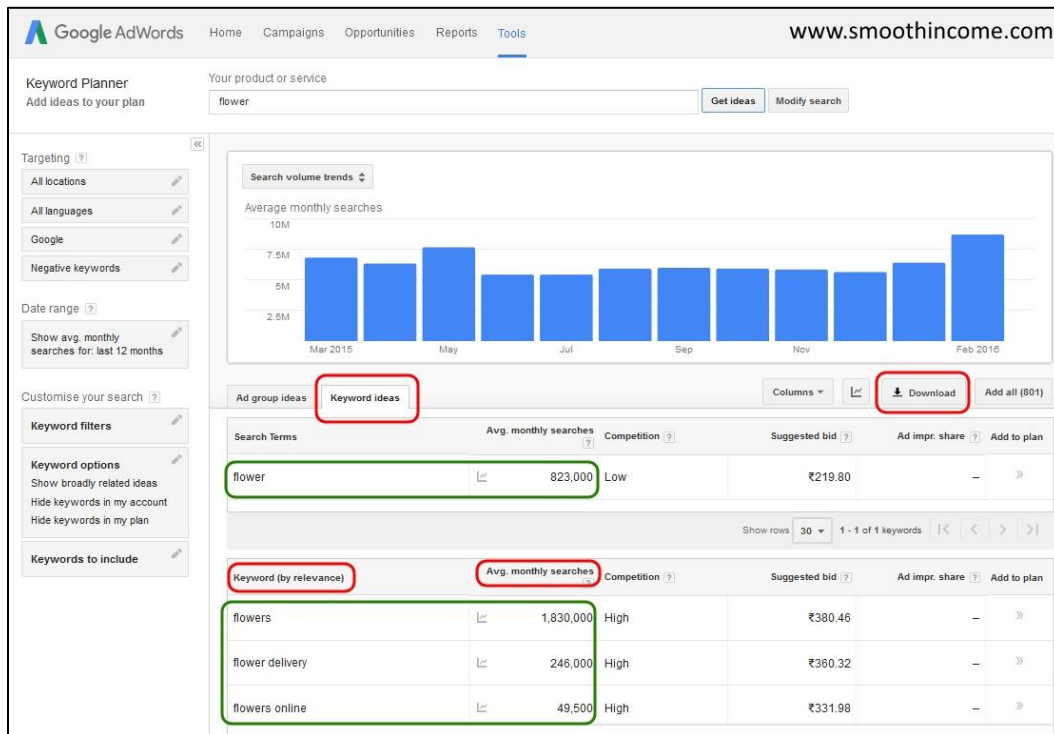 Google AdWords Home Campaigns Opportunities Reports Tools www.smoothincome.com
Keyword Planner
Add ideas to your plan
Your product or service
flower Get ideas Modify search
Targeting ?
All locations
All languages
Google
Negative keywords
Date range ?
Show avg. monthly
searches for: last 12 months
Customise your search ?
Keyword filters
Keyword options
Show broadly related ideas
Hide keywords in my account
Hide keywords in my plan
Keywords to include
Search volume trends
Average monthly searches
10M
7.5M
5M
2.5M
Mar 2015 May Jul Sep Nov Feb 2016
Ad group ideas Keyword ideas Columns Download Add all (801)
Search Terms Avg. monthly searches ? Competition ? Suggested bid ? Ad impr. share ? Add to plan
flower 823,000 Low ₹219.80 – »
Show rows 30 1 - 1 of 1 keywords
Keyword (by relevance) Avg. monthly searches ? Competition ? Suggested bid ? Ad impr. share ? Add to plan
flowers 1,830,000 High ₹380.46 – »
flower delivery 246,000 High ₹360.32 – »
flowers online 49,500 High ₹331.98 – »